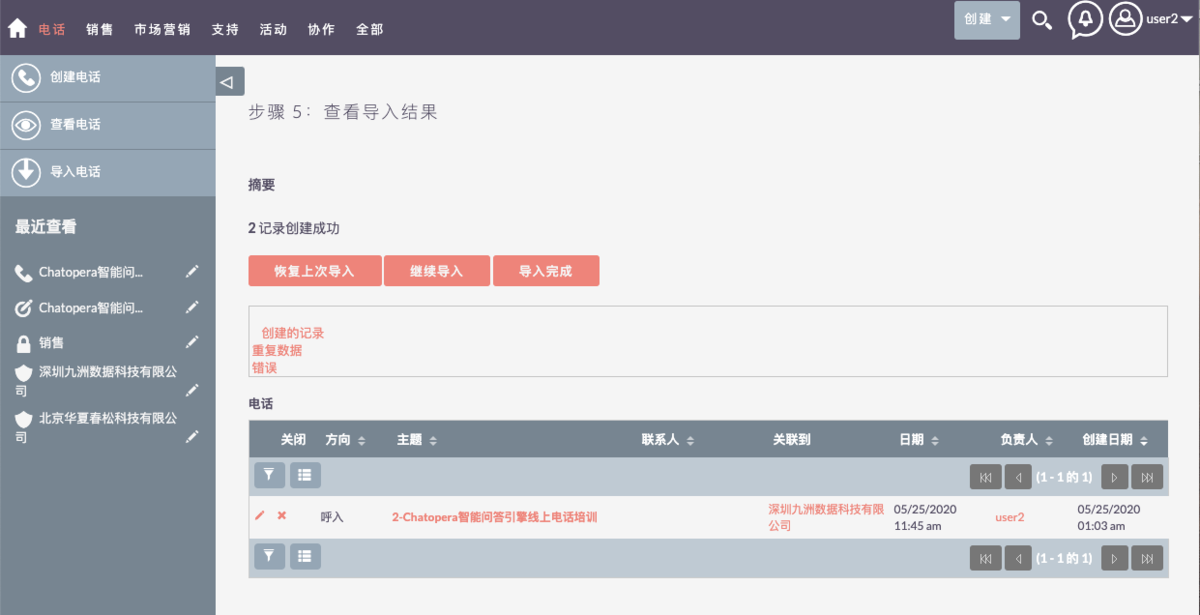 电话 销售 市场营销 支持 活动 协作 全部 创建 user2
创建电话
查看电话
导入电话
最近查看
Chatopera智能问...
Chatopera智能问...
销售
深圳九洲数据科技有限公
司
北京华夏春松科技有限公
司
步骤 5：查看导入结果
摘要
2 记录创建成功
恢复上次导入 继续导入 导入完成
创建的记录
重复数据
错误
电话
关闭 方向 主题 联系人 关联到 日期 负责人 创建日期
(1 - 1 的 1)
呼入 2-Chatopera智能问答引擎线上电话培训 深圳九洲数据科技有限 05/25/2020 user2 05/25/2020
公司 11:45 am 01:03 am
(1 - 1 的 1)